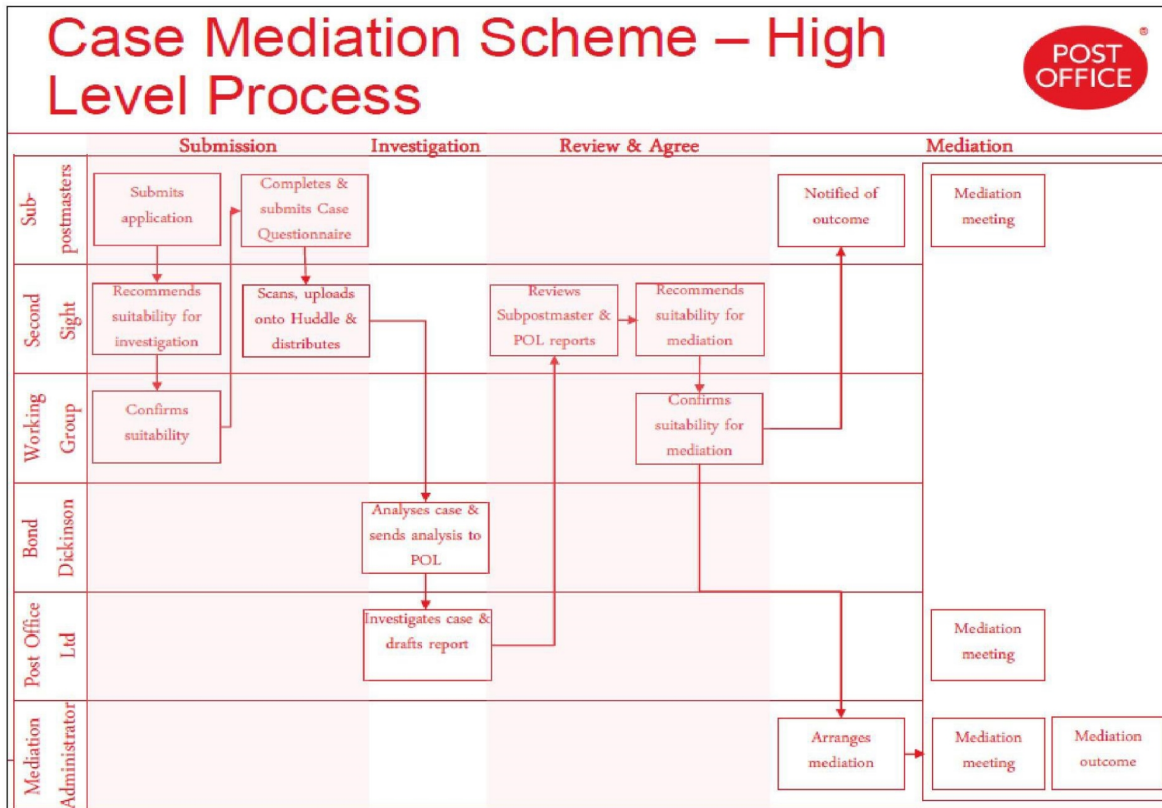 Case Mediation Scheme – High
Level Process
POST
OFFICE
®
Submission
Investigation
Review & Agree
Mediation
Sub-
postmasters
Submits
application
Completes &
submits Case
Questionnaire
Notified of
outcome
Mediation
meeting
Second
Sight
Recommends
suitability for
investigation
Scans, uploads
onto Huddle &
distributes
Reviews
Subpostmaster &
POL reports
Recommends
suitability for
mediation
Working
Group
Confirms
suitability
Confirms
suitability for
mediation
Bond
Dickinson
Analyses case &
sends analysis to
POL
Post Office
Ltd
Investigates case &
drafts report
Mediation
meeting
Mediation
Administrator
Arranges
mediation
Mediation
meeting
Mediation
outcome